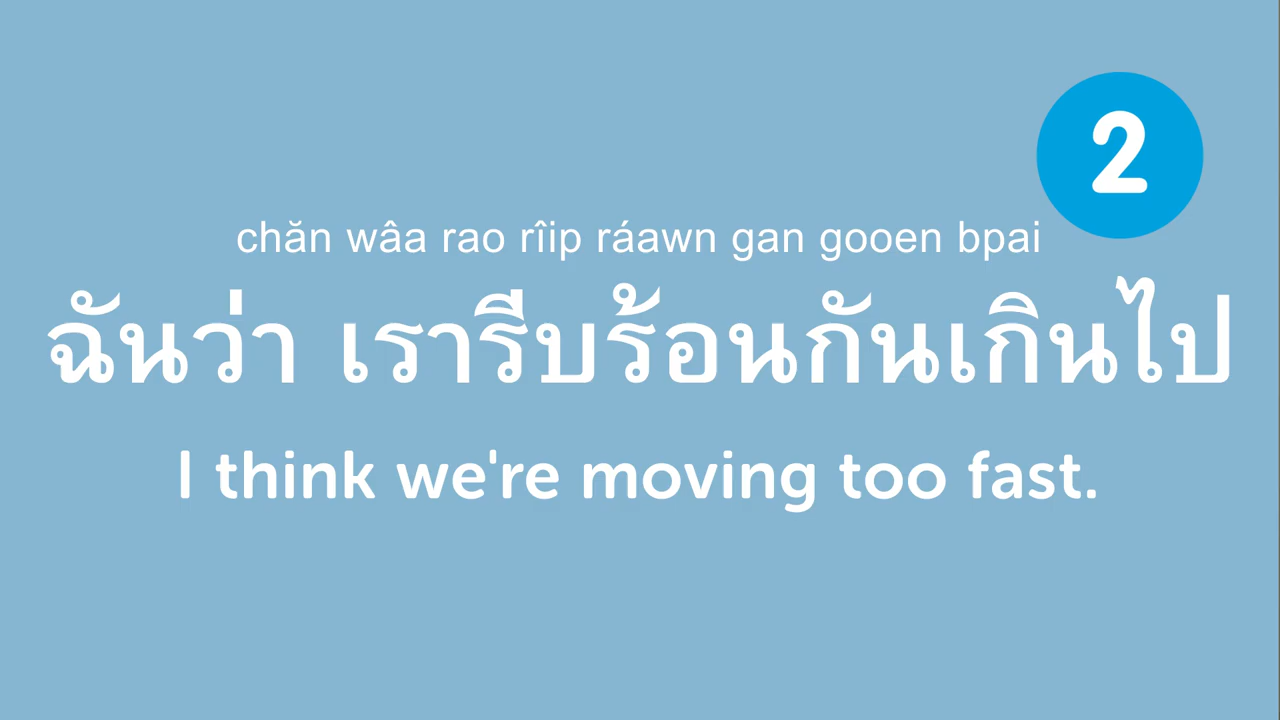 2
chăn wâa rao rîip ráawn gan gooen bpai
ฉันว่า เรารีบร้อนกันเกินไป
I think we're moving too fast.